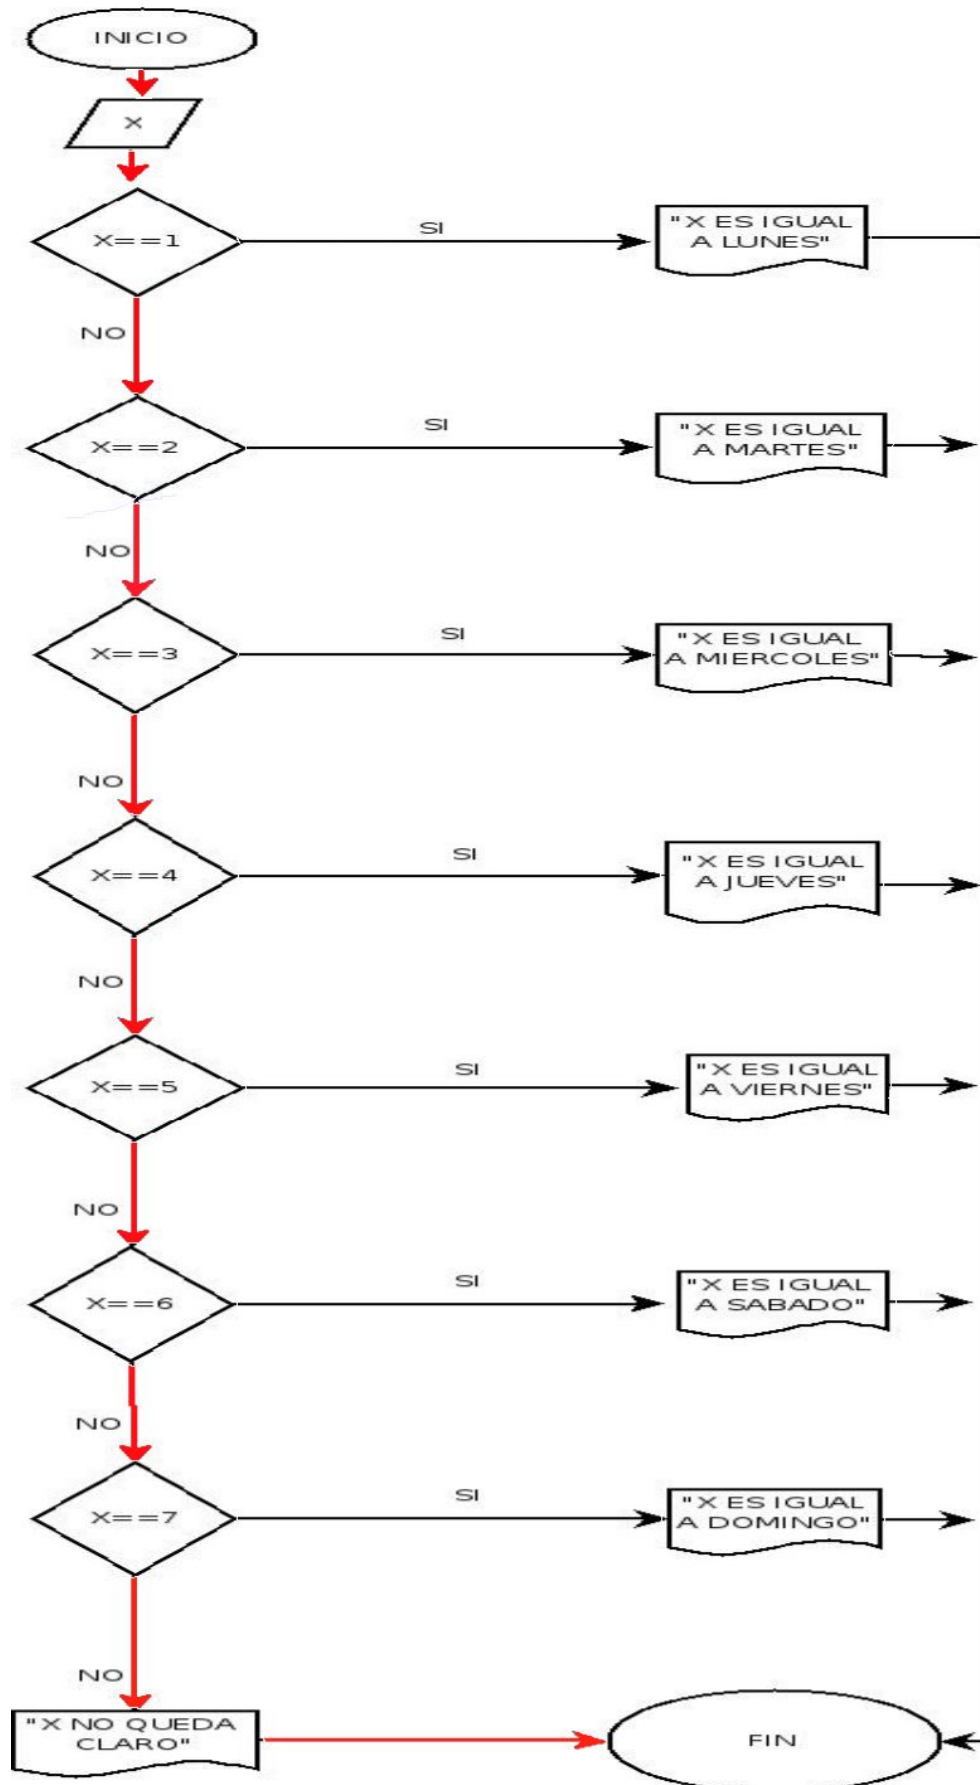 INICIO
X
X==1
SI
"X ES IGUAL
A LUNES"
NO
X==2
SI
"X ES IGUAL
A MARTES"
NO
X==3
SI
"X ES IGUAL
A MIERCOLES"
NO
X==4
SI
"X ES IGUAL
A JUEVES"
NO
X==5
SI
"X ES IGUAL
A VIERNES"
NO
X==6
SI
"X ES IGUAL
A SABADO"
NO
X==7
SI
"X ES IGUAL
A DOMINGO"
NO
"X NO QUEDA
CLARO"
FIN